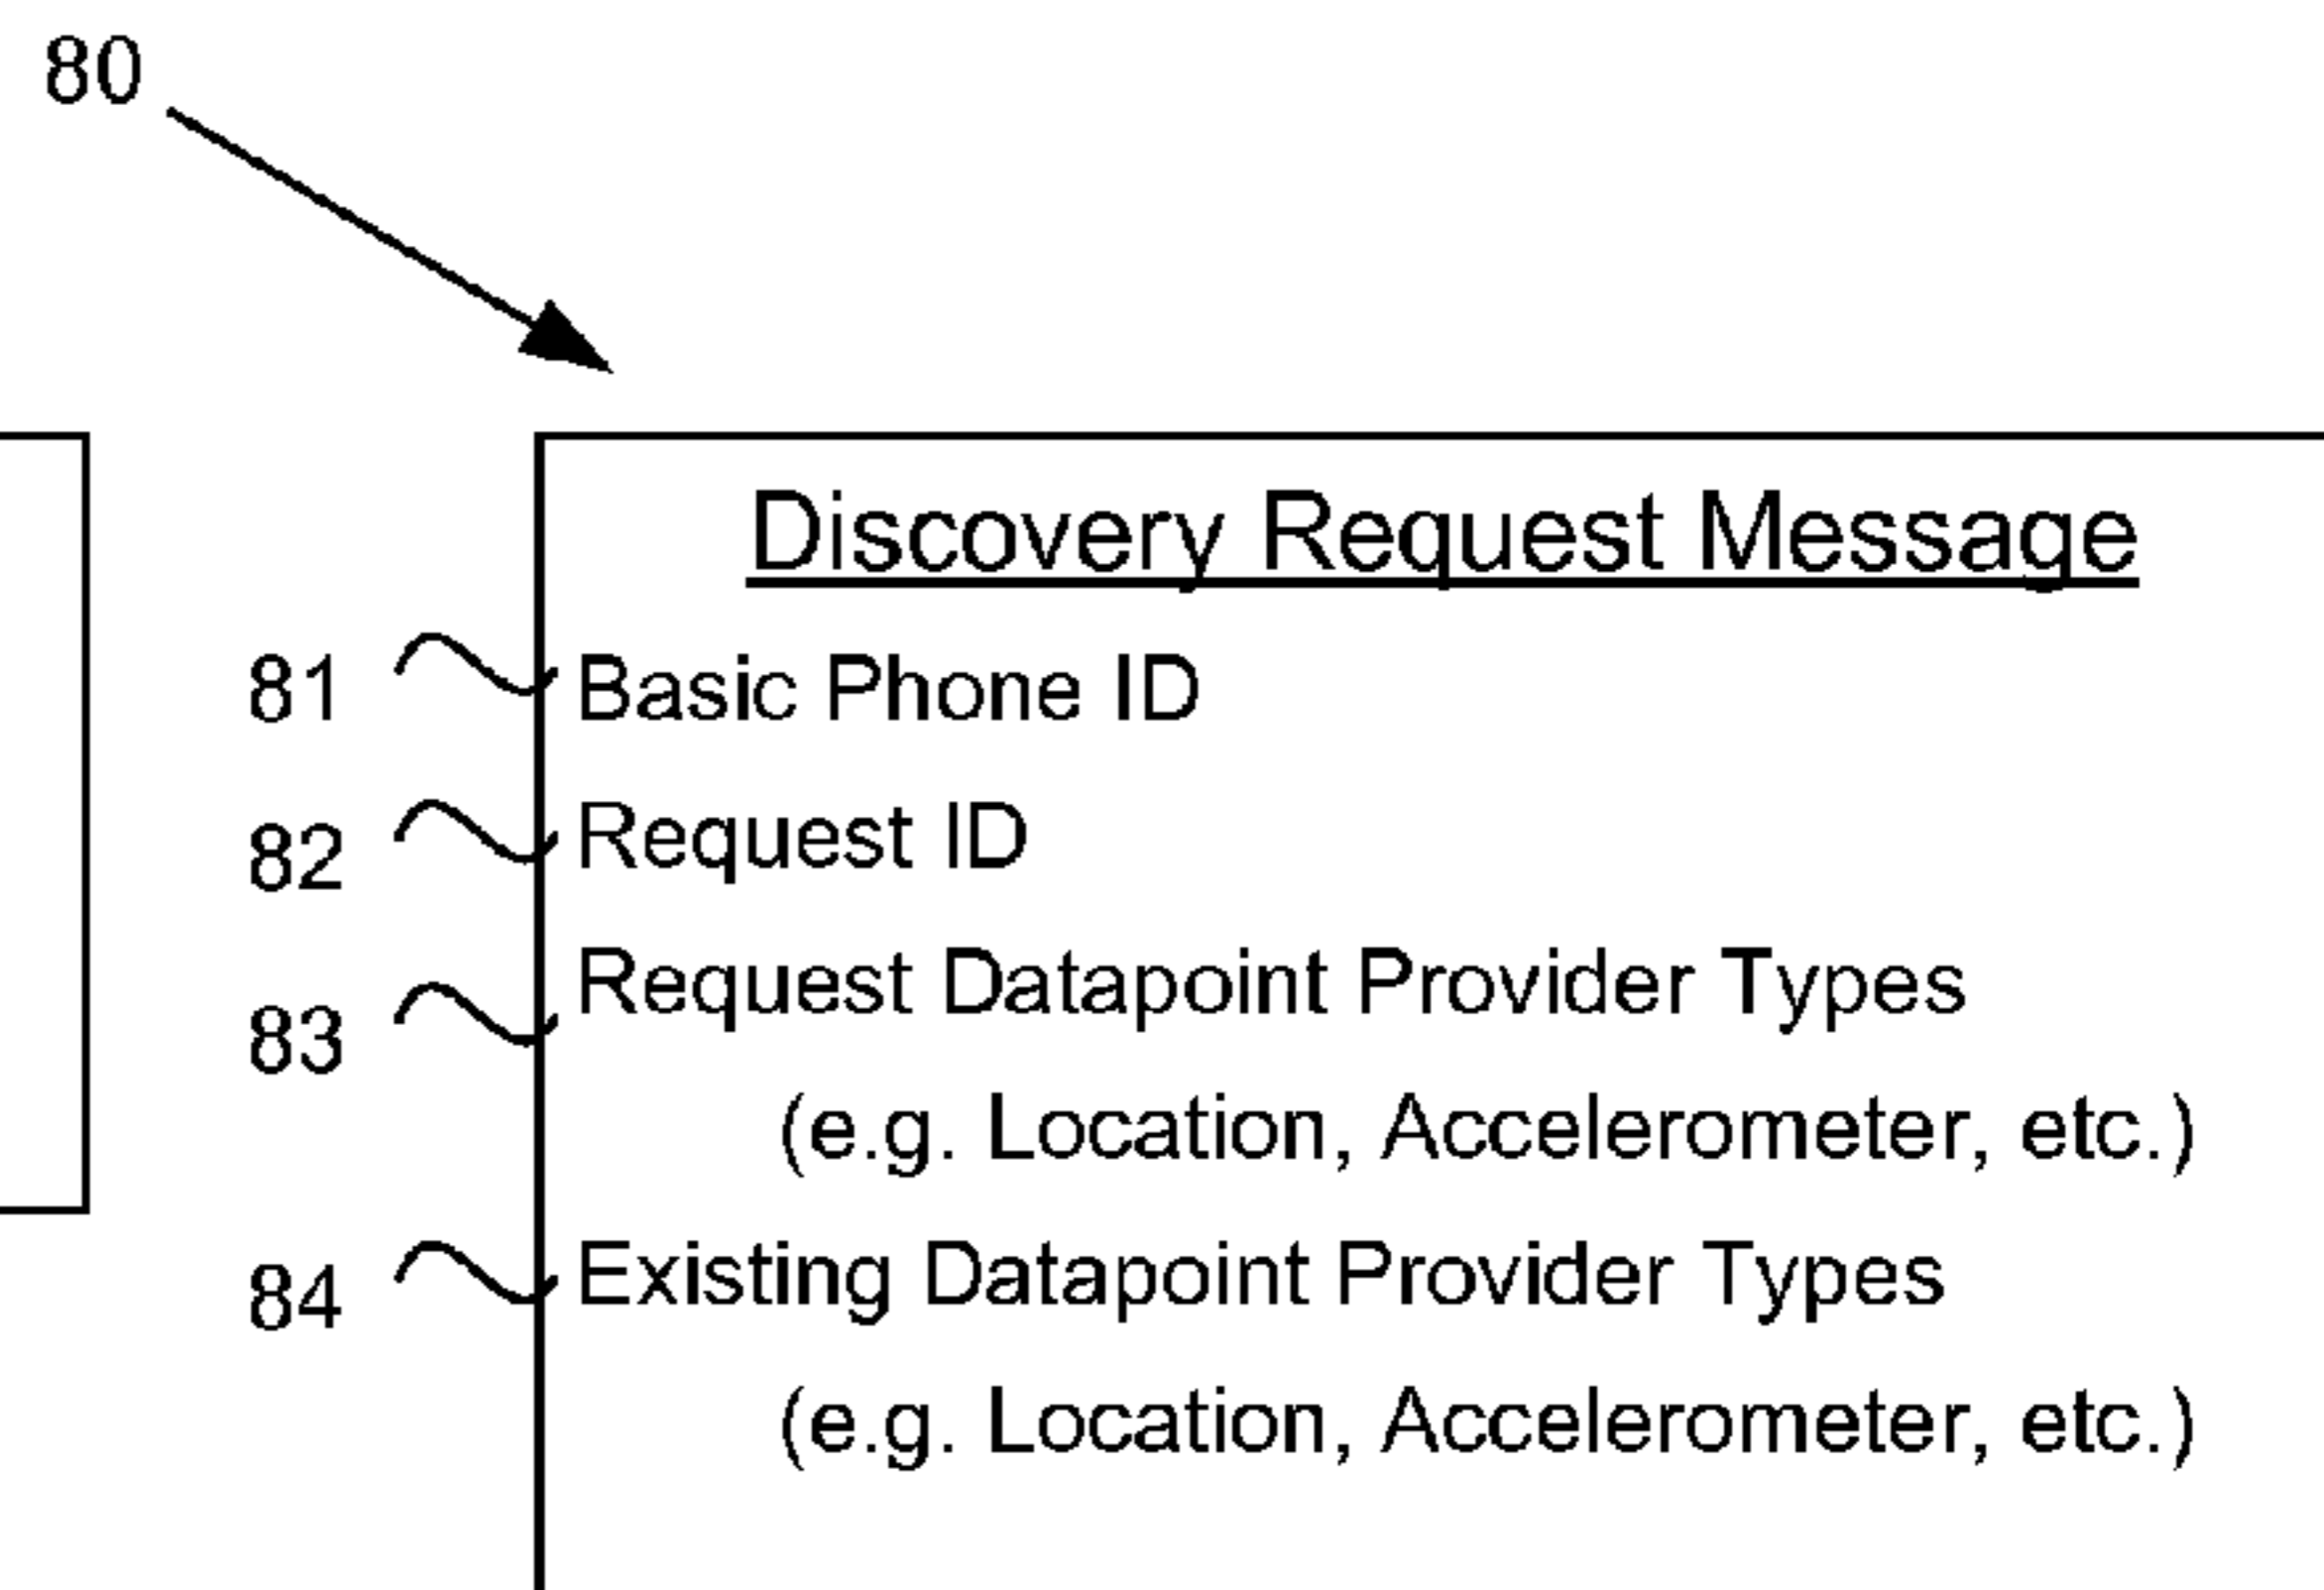 80
Discovery Request Message
81 Basic Phone ID
82 Request ID
83 Request Datapoint Provider Types
(e.g. Location, Accelerometer, etc.)
84 Existing Datapoint Provider Types
(e.g. Location, Accelerometer, etc.)